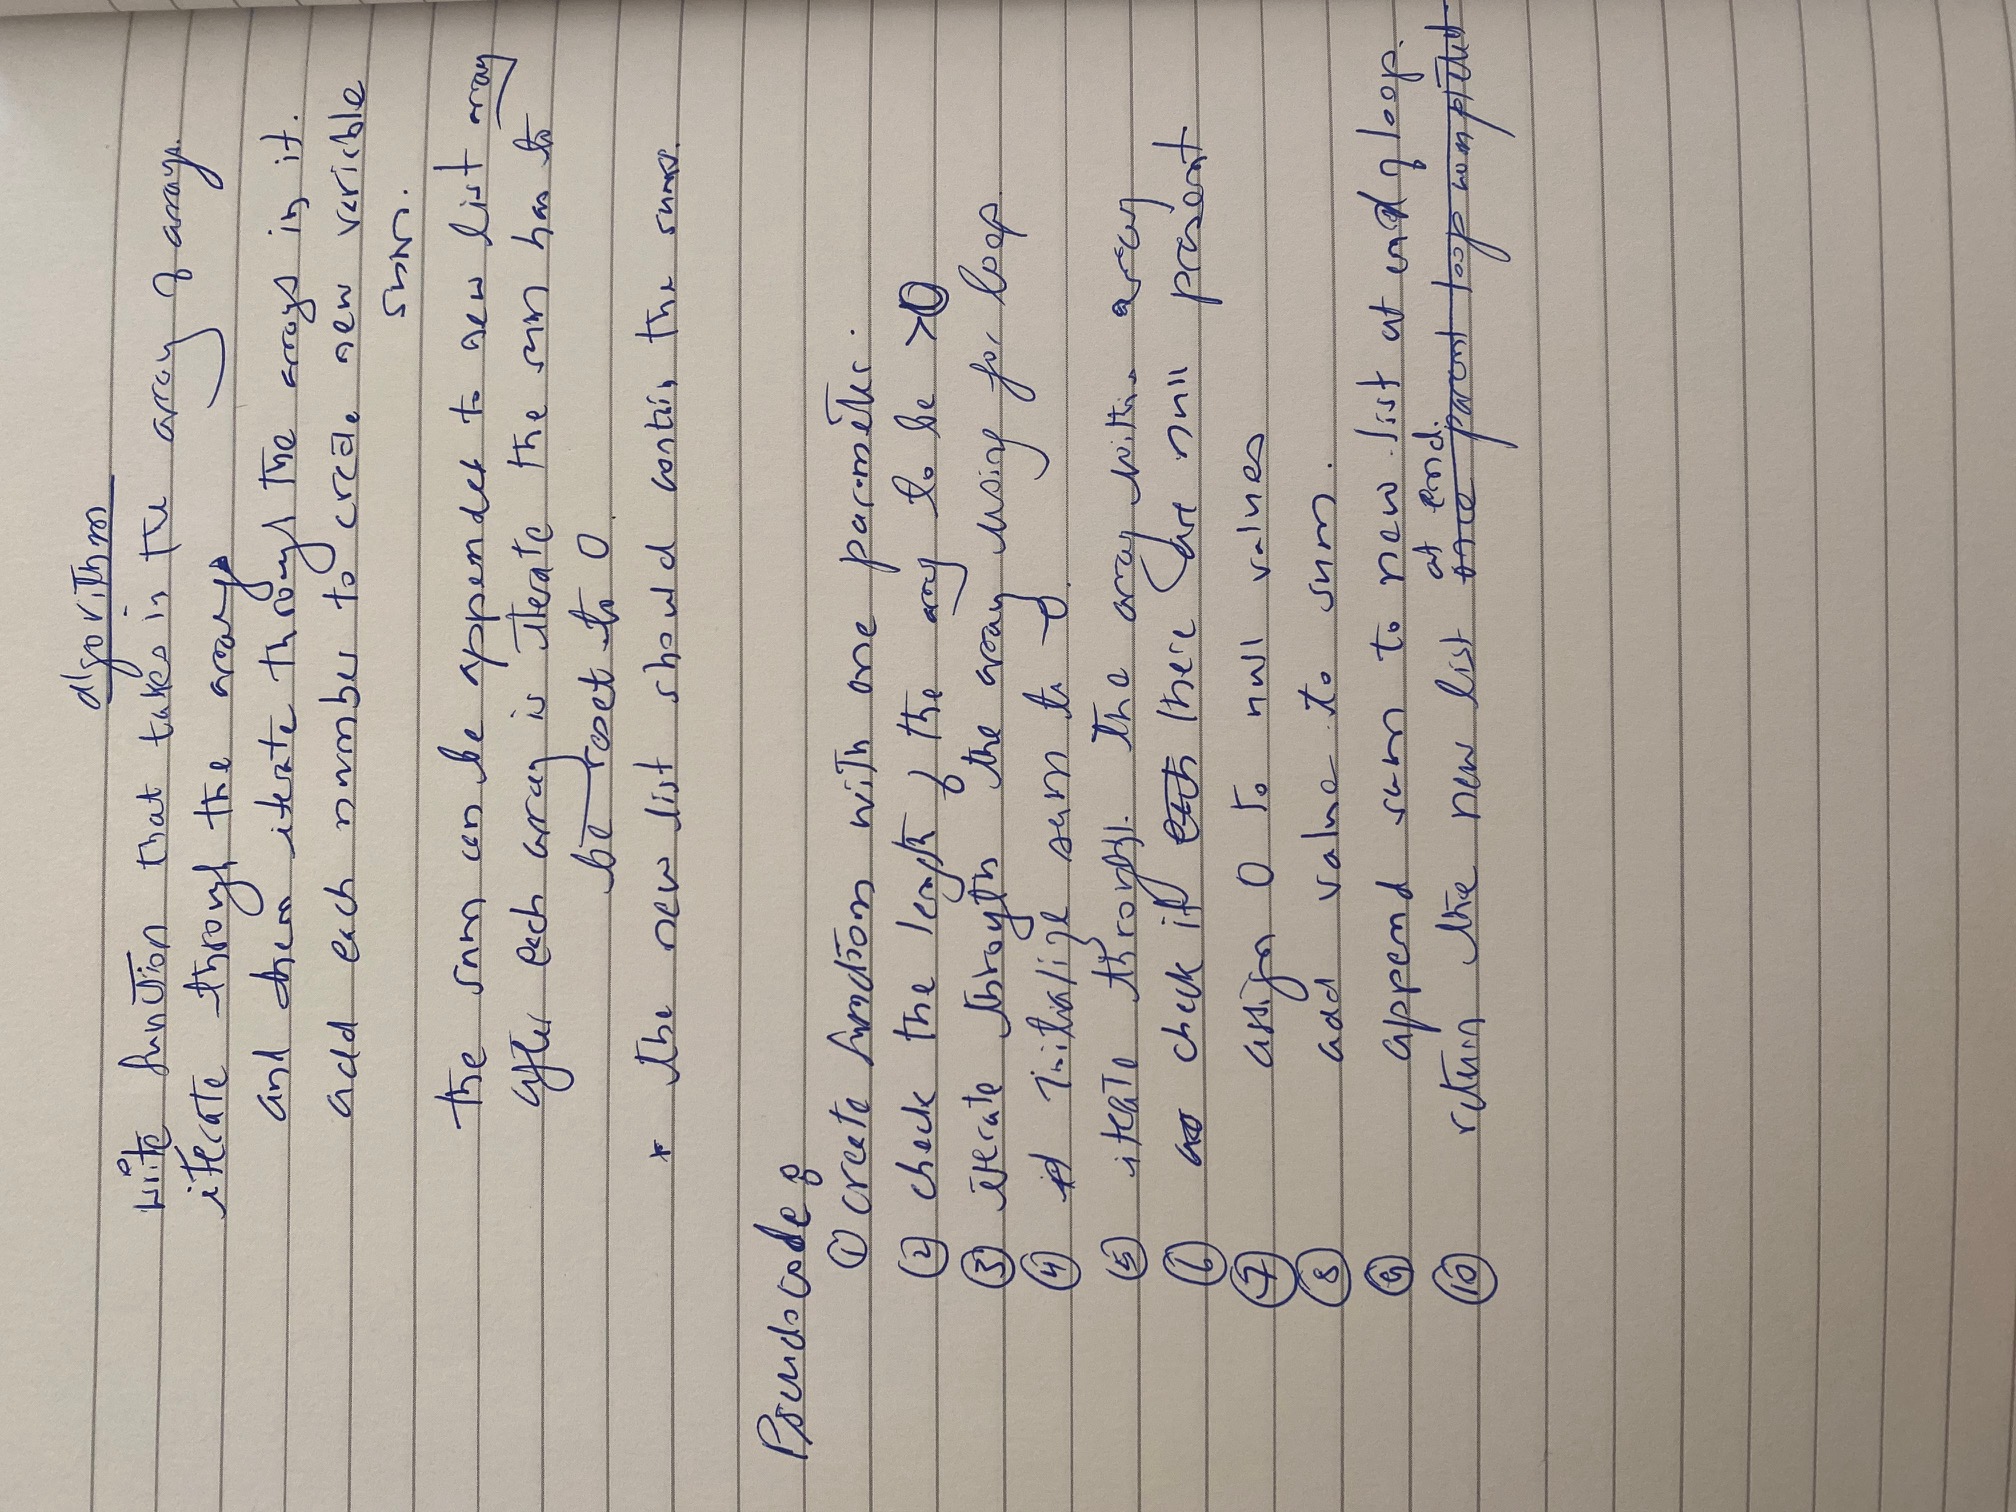 algorithm
write function that takes in the array of arrays.
iterate through the arrays
and them iterate through the arrays in it.
add each number to create new varicble
sum.
the sum can be appended to new list array
after each array is iterate the sum has to
be reset to 0.
* the new list should contain the sums.
Pseudocode:
① create function with one parameter.
② check the length of the array to be >0
③ iterate through the array using for loop.
④ Initialize sum to 0.
⑤ iterate through the array within array
⑥ check if there are null present
⑦ assign 0 to null values
⑧ add value to sum.
⑨ append sum to new list at end of loop.
⑩ return the new list at end. once parent loop completed